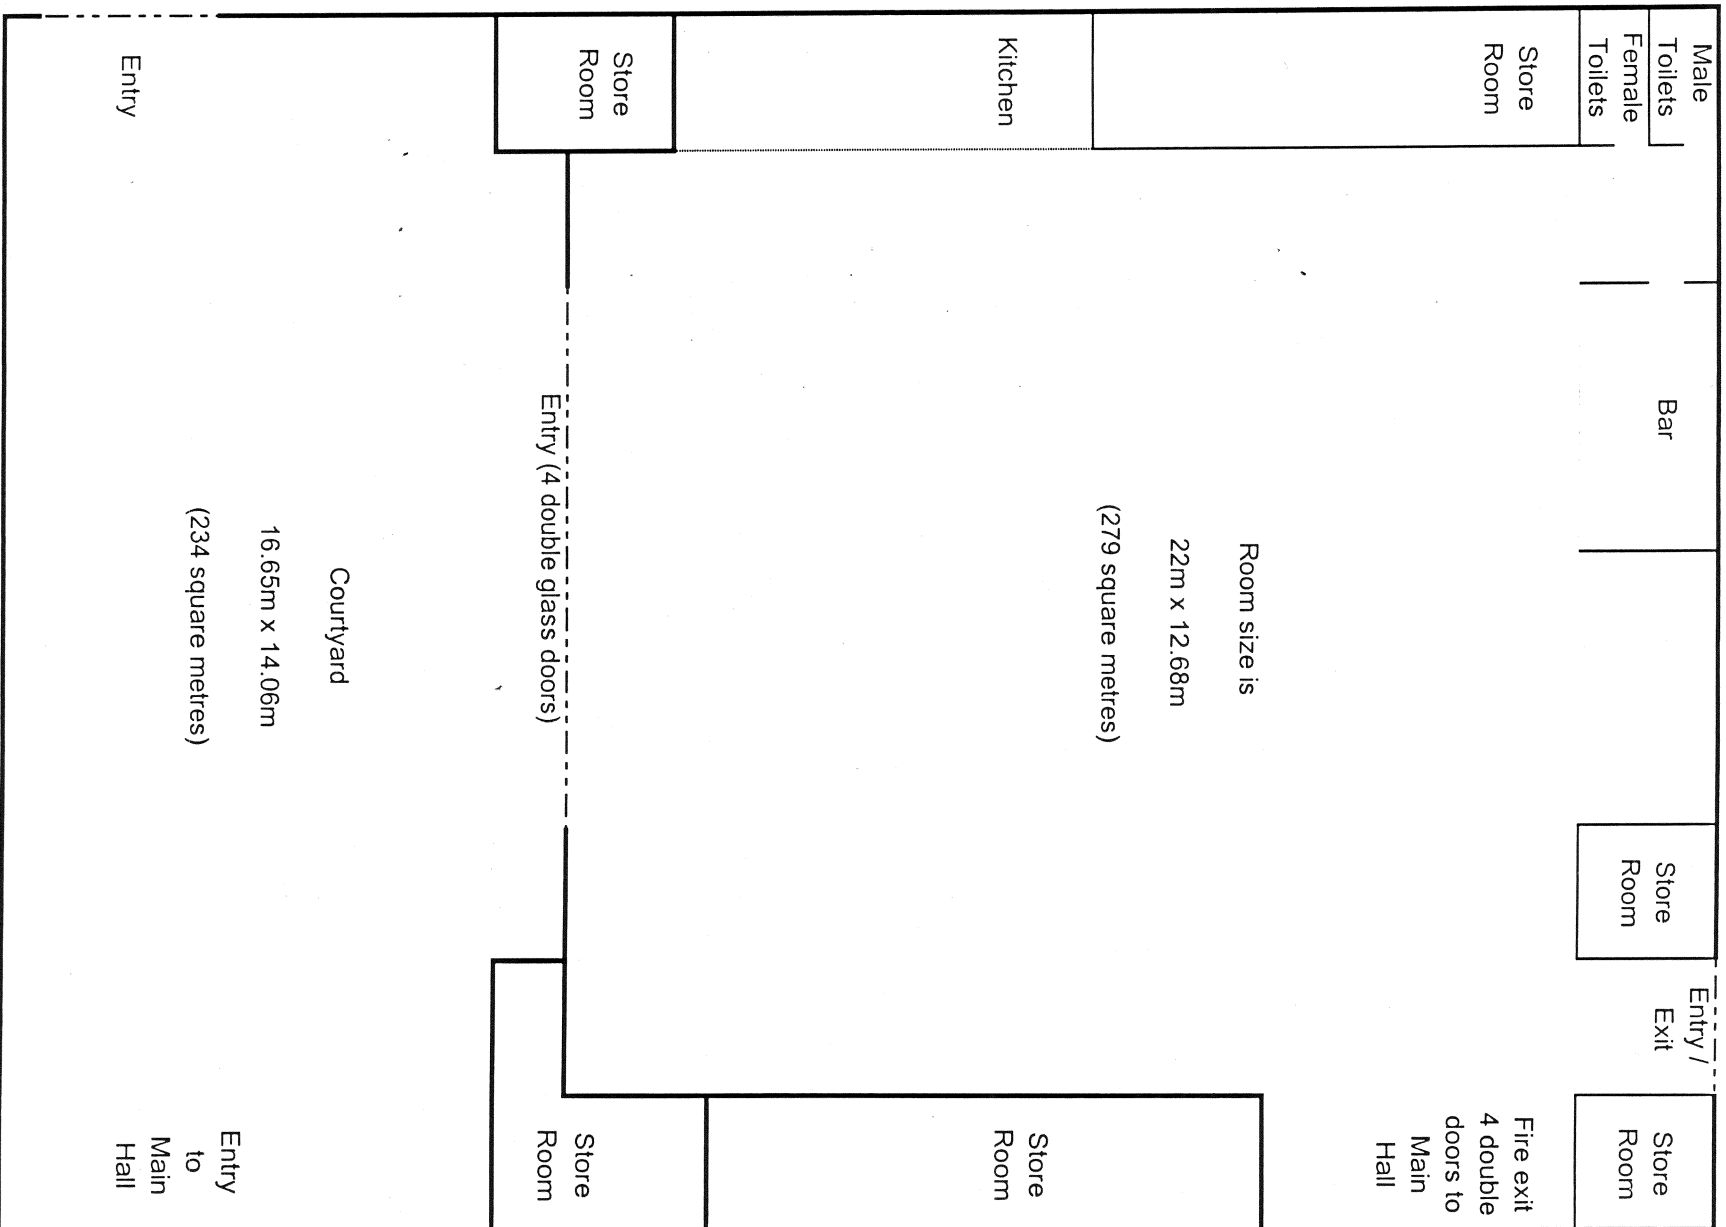 Male
Toilets
Female
Toilets
Bar
Store
Room
Entry /
Exit
Store
Room
Store
Room
Fire exit
4 double
doors to
Main
Hall
Room size is
22m x 12.68m
(279 square metres)
Kitchen
Store
Room
Store
Room
Entry (4 double glass doors)
Store
Room
Courtyard
16.65m x 14.06m
(234 square metres)
Entry
to
Main
Hall
Entry